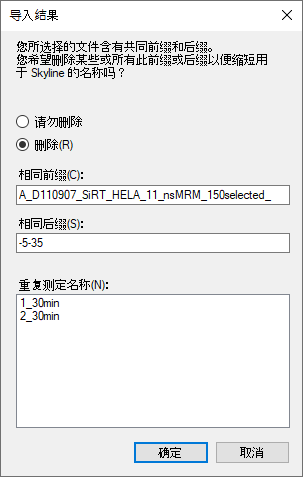 导入结果
您所选择的文件含有共同前缀和后缀。
您希望删除某些或所有此前缀或后缀以便缩短用
于 Skyline 的名称吗？
请勿删除
删除(R)
相同前缀(C):
A_D110907_SiRT_HELA_11_nsMRM_150selected_
相同后缀(S):
-5-35
重复测定名称(N):
1_30min
2_30min
确定
取消